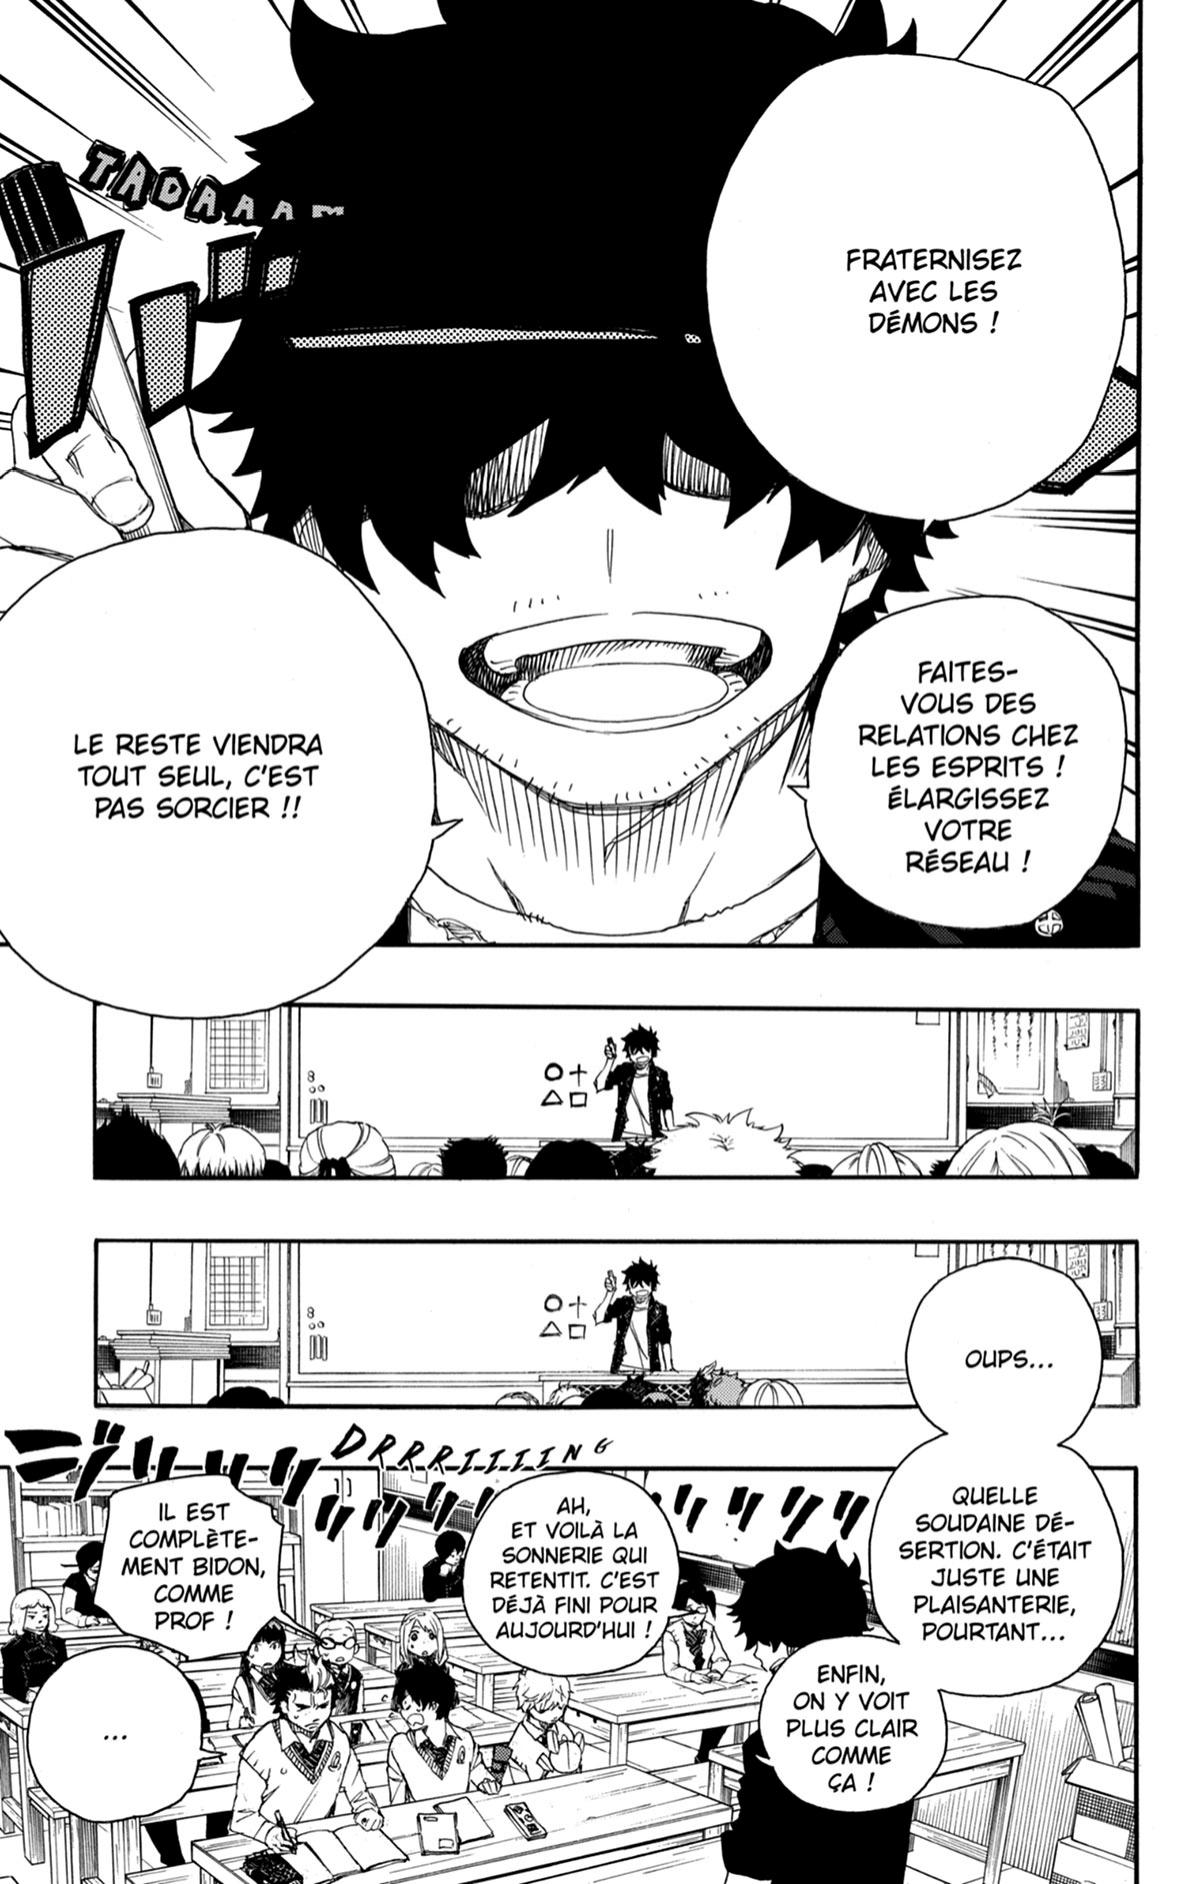 TADAAAM
FRATERNISEZ
AVEC LES
DÉMONS !
FAITES-
VOUS DES
RELATIONS CHEZ
LES ESPRITS !
ÉLARGISSEZ
VOTRE
RÉSEAU !
LE RESTE VIENDRA
TOUT SEUL, C'EST
PAS SORCIER !!
OUPS...
QUELLE
SOUDAINE DÉ-
SERTION. C'ÉTAIT
JUSTE UNE
PLAISANTERIE,
POURTANT...
DRRRIIIING
AH,
ET VOILÀ LA
SONNERIE QUI
RETENTIT. C'EST
DÉJÀ FINI POUR
AUJOURD'HUI !
ENFIN,
ON Y VOIT
PLUS CLAIR
COMME
ÇA !
IL EST
COMPLÈTE-
MENT BIDON,
COMME
PROF !
...